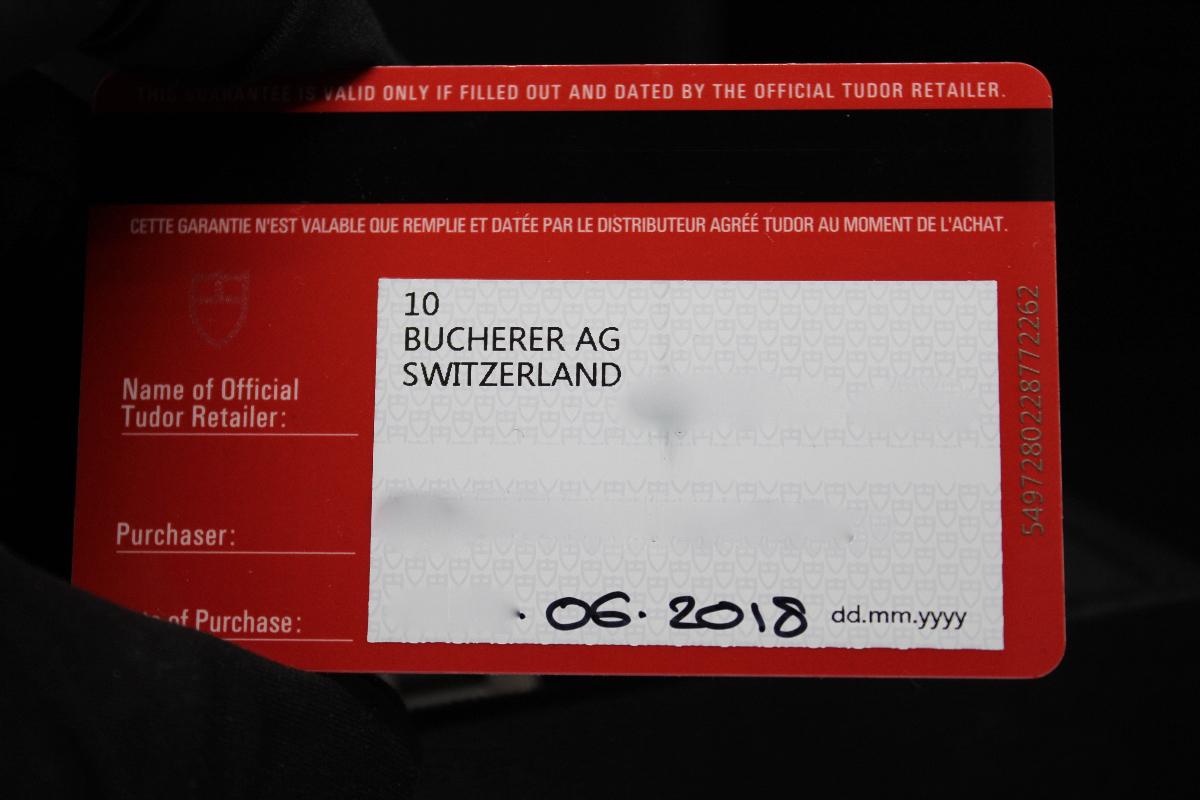 THIS GUARANTEE IS VALID ONLY IF FILLED OUT AND DATED BY THE OFFICIAL TUDOR RETAILER.
CETTE GARANTIE N'EST VALABLE QUE REMPLIE ET DATÉE PAR LE DISTRIBUTEUR AGRÉÉ TUDOR AU MOMENT DE L'ACHAT.
10
BUCHERER AG
SWITZERLAND
Name of Official
Tudor Retailer:
Purchaser:
of Purchase:
. 06. 2018 dd.mm.yyyy
5497280228772262